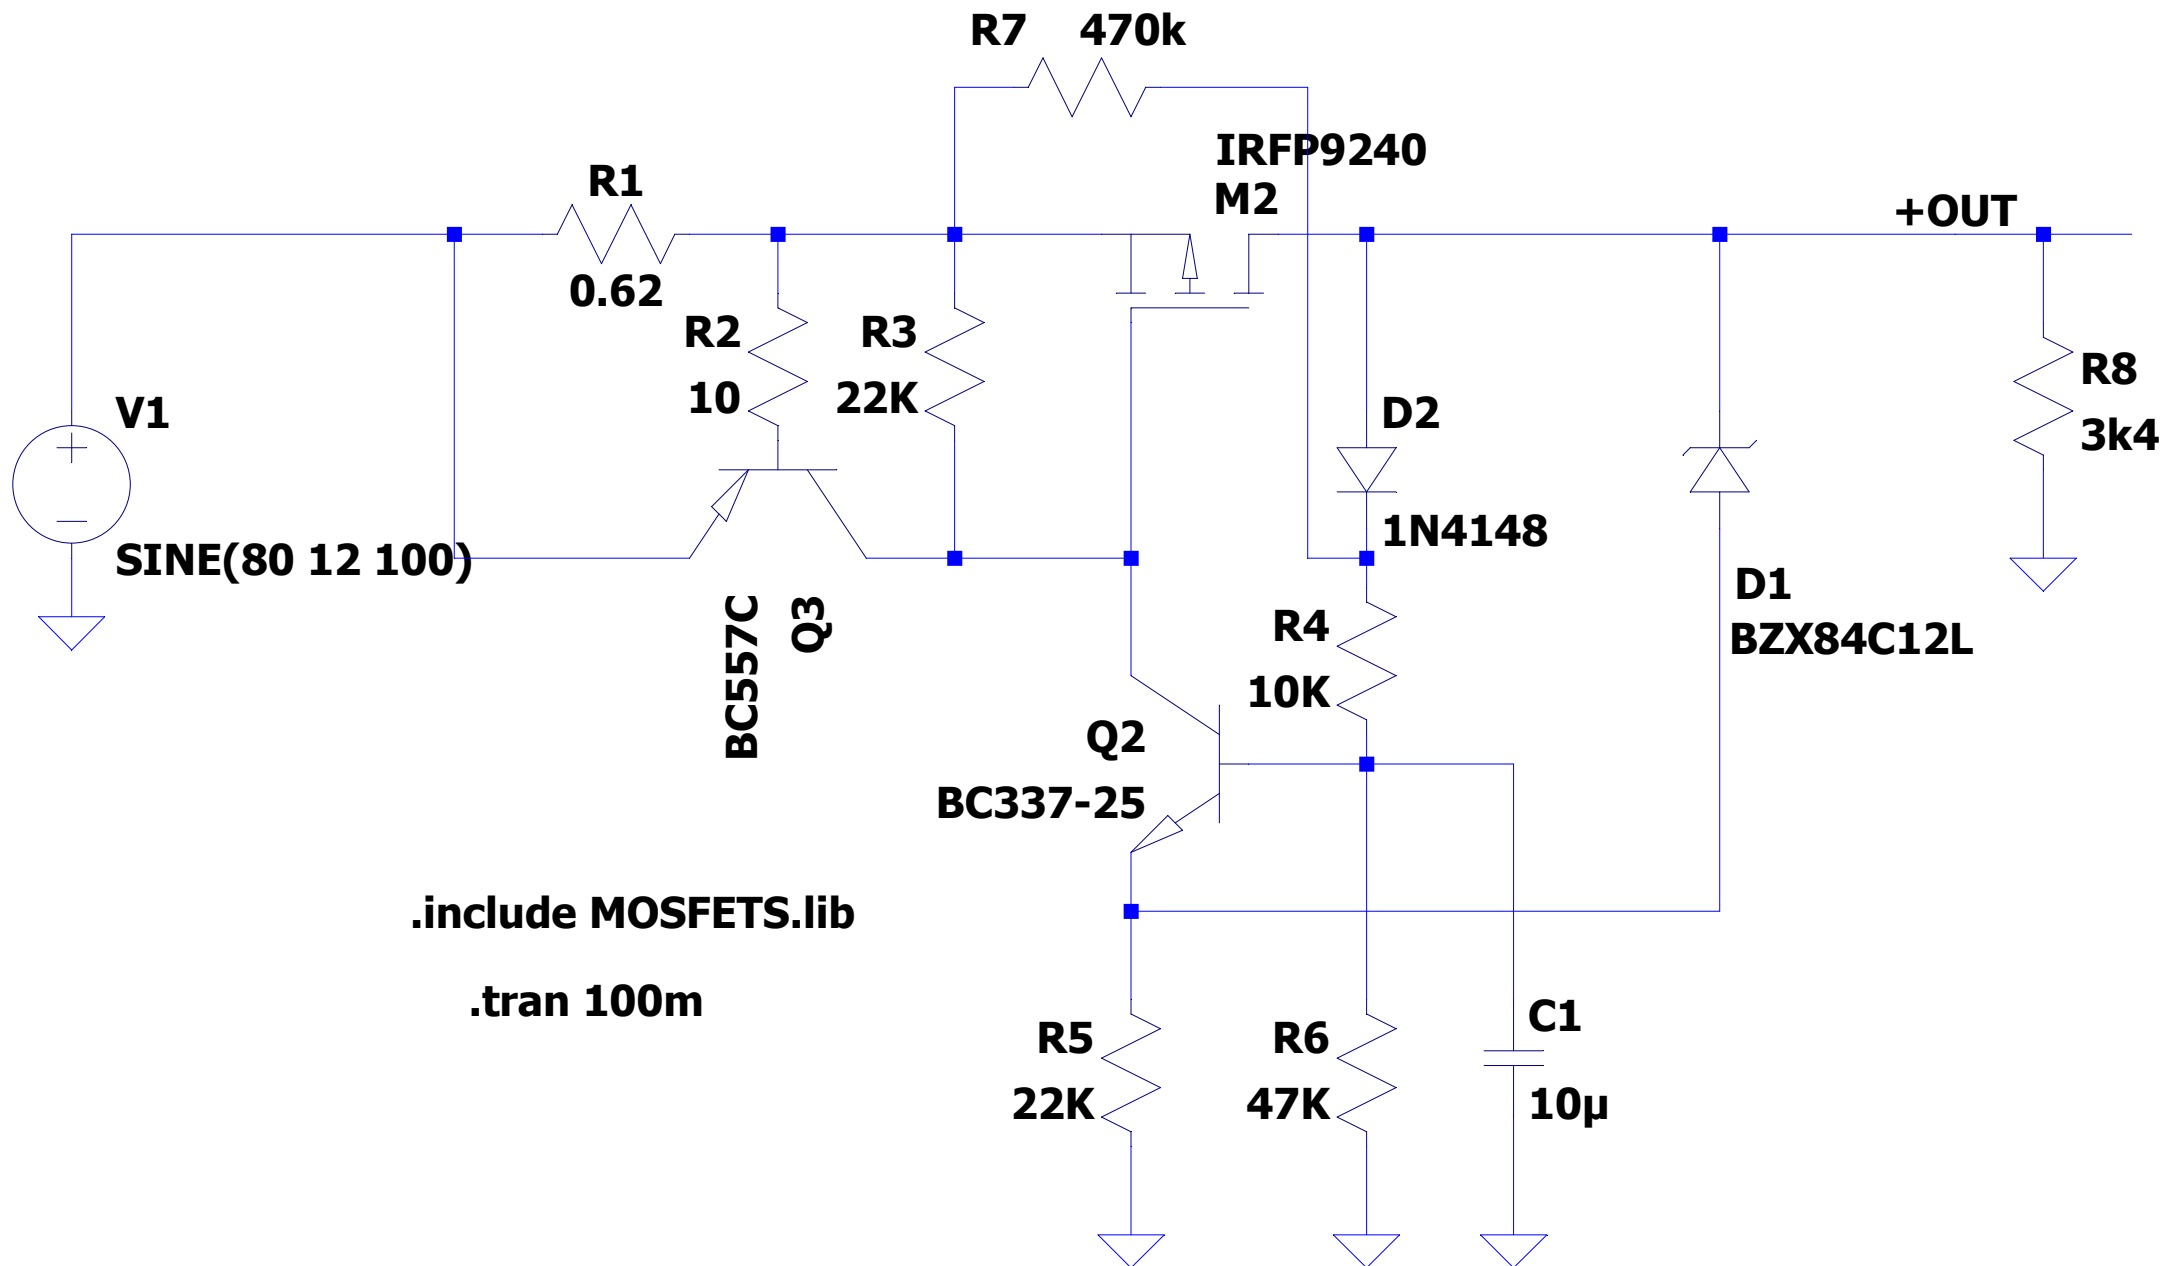 R7 470k
IRFP9240
M2
R1
0.62
+OUT
R2
10
R3
22K
R8
3k4
V1
SINE(80 12 100)
D2
1N4148
BC557C
Q3
D1
BZX84C12L
R4
10K
Q2
BC337-25
.include MOSFETS.lib
.tran 100m
R5
22K
R6
47K
C1
10µ